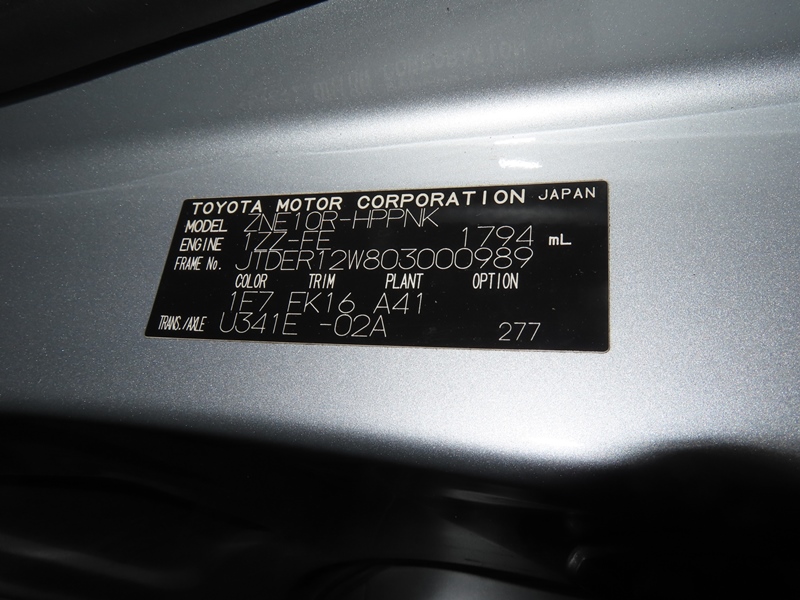 TOYOTA MOTOR CORPORATION JAPAN
MODEL ZNE10R-HPPNK
ENGINE 1ZZ-FE 1794 mL
FRAME No. JTDER12W803000989
COLOR TRIM PLANT OPTION
1E7 FK16 A41
TRANS./AXLE U341E -02A 277